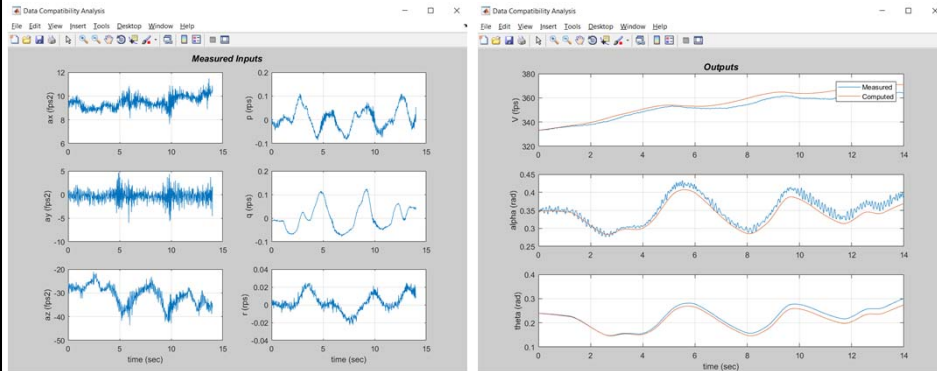 Data Compatibility Analysis
File Edit View Insert Tools Desktop Window Help
Measured Inputs
ax (fps2)
12
10
8
6
0 5 10 15
p (rps)
0.2
0.1
0
-0.1
0 5 10 15
ay (fps2)
5
0
-5
-10
0 5 10 15
q (rps)
0.2
0.1
0
-0.1
0 5 10 15
az (fps2)
-20
-30
-40
-50
0 5 10 15
time (sec)
r (rps)
0.04
0.02
0
-0.02
-0.04
0 5 10 15
time (sec)
Data Compatibility Analysis
File Edit View Insert Tools Desktop Window Help
Outputs
V (fps)
380
360
340
320
0 2 4 6 8 10 12 14
Measured
Computed
alpha (rad)
0.45
0.4
0.35
0.3
0.25
0 2 4 6 8 10 12 14
theta (rad)
0.4
0.3
0.2
0.1
0 2 4 6 8 10 12 14
time (sec)